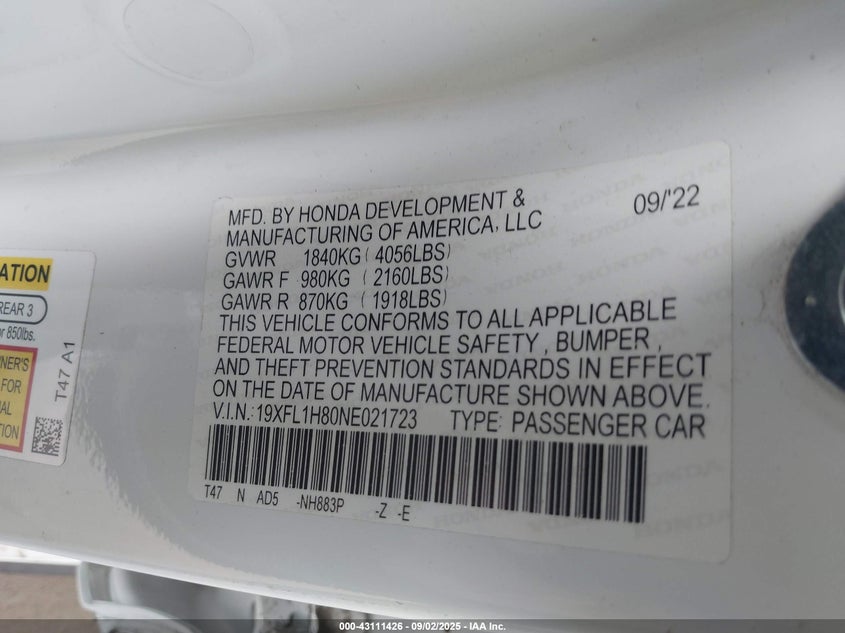 MFD. BY HONDA DEVELOPMENT &
MANUFACTURING OF AMERICA, LLC
09/'22
GVWR 1840KG (4056LBS)
GAWR F 980KG (2160LBS)
GAWR R 870KG (1918LBS)
THIS VEHICLE CONFORMS TO ALL APPLICABLE
FEDERAL MOTOR VEHICLE SAFETY, BUMPER,
AND THEFT PREVENTION STANDARDS IN EFFECT
ON THE DATE OF MANUFACTURE SHOWN ABOVE.
V.I.N.: 19XFL1H80NE021723 TYPE: PASSENGER CAR
T47 N AD5 -NH883P -Z -E
REAR 3
850lbs.
FOR
T47 A1
HONDA
000-43111426 - 09/02/2025 - IAA Inc.